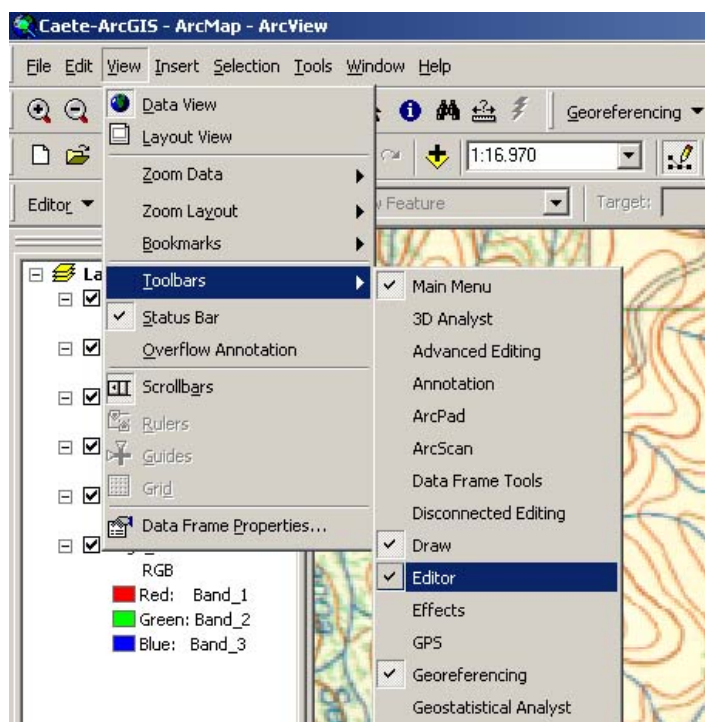 Caete-ArcGIS - ArcMap - ArcView
File Edit View Insert Selection Tools Window Help
Georeferencing
1:16.970
Editor
Feature
Target:
Data View
Layout View
Zoom Data
Zoom Layout
Bookmarks
Toolbars
Status Bar
Overflow Annotation
Scrollbars
Rulers
Guides
Grid
Data Frame Properties...
Main Menu
3D Analyst
Advanced Editing
Annotation
ArcPad
ArcScan
Data Frame Tools
Disconnected Editing
Draw
Editor
Effects
GPS
Georeferencing
Geostatistical Analyst
La
RGB
Red: Band_1
Green: Band_2
Blue: Band_3